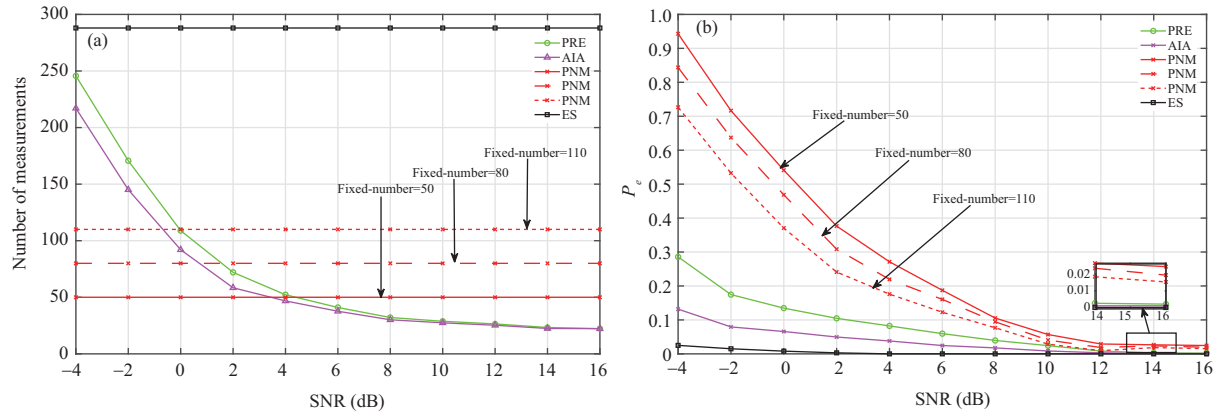 300
250
200
150
100
50
0
Number of measurements
(a)
PRE
AIA
PNM
PNM
PNM
ES
Fixed-number=110
Fixed-number=80
Fixed-number=50
−4 −2 0 2 4 6 8 10 12 14 16
SNR (dB)
1.0
0.9
0.8
0.7
0.6
0.5
0.4
0.3
0.2
0.1
0
Pe
(b)
PRE
AIA
PNM
PNM
PNM
ES
Fixed-number=50
Fixed-number=80
Fixed-number=110
0.02
0.01
0
14 15 16
−4 −2 0 2 4 6 8 10 12 14 16
SNR (dB)